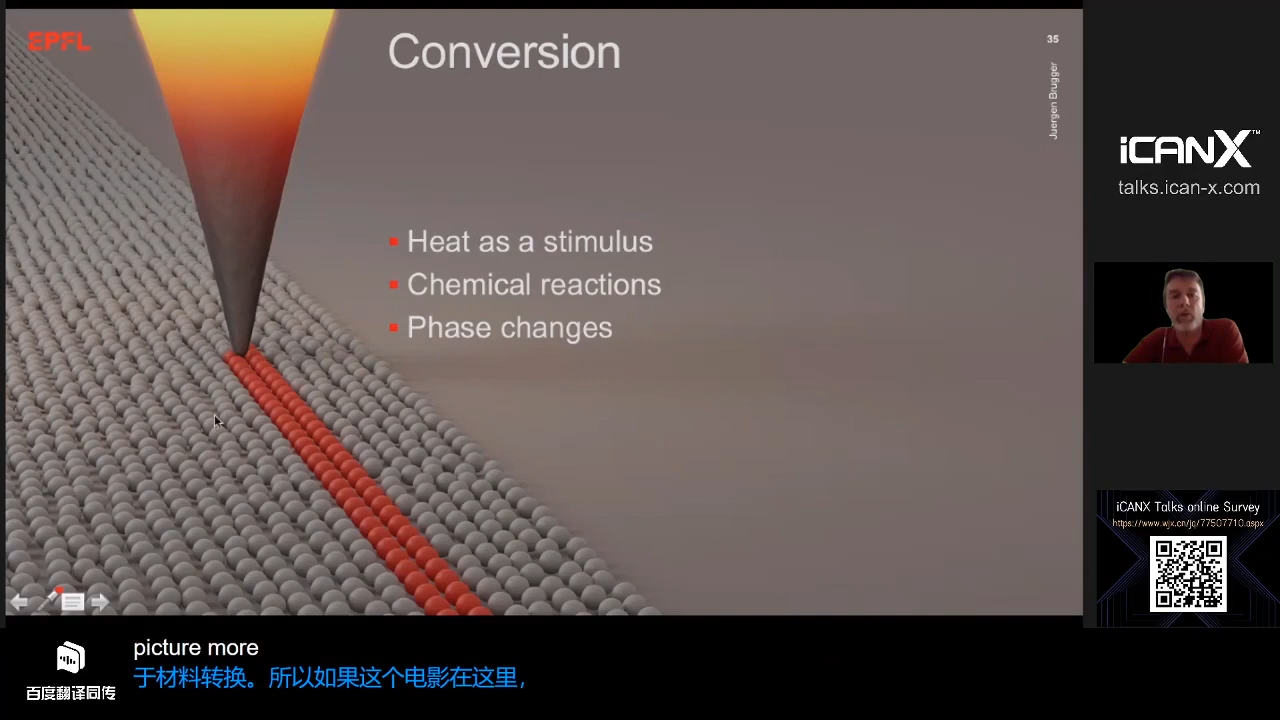 EPFL
Conversion
35
Juergen Brugger
Heat as a stimulus
Chemical reactions
Phase changes
iCANX™
talks.ican-x.com
iCANX Talks online Survey
https://www.wjx.cn/jq/77507710.aspx
picture more
于材料转换。所以如果这个电影在这里，
百度翻译同传